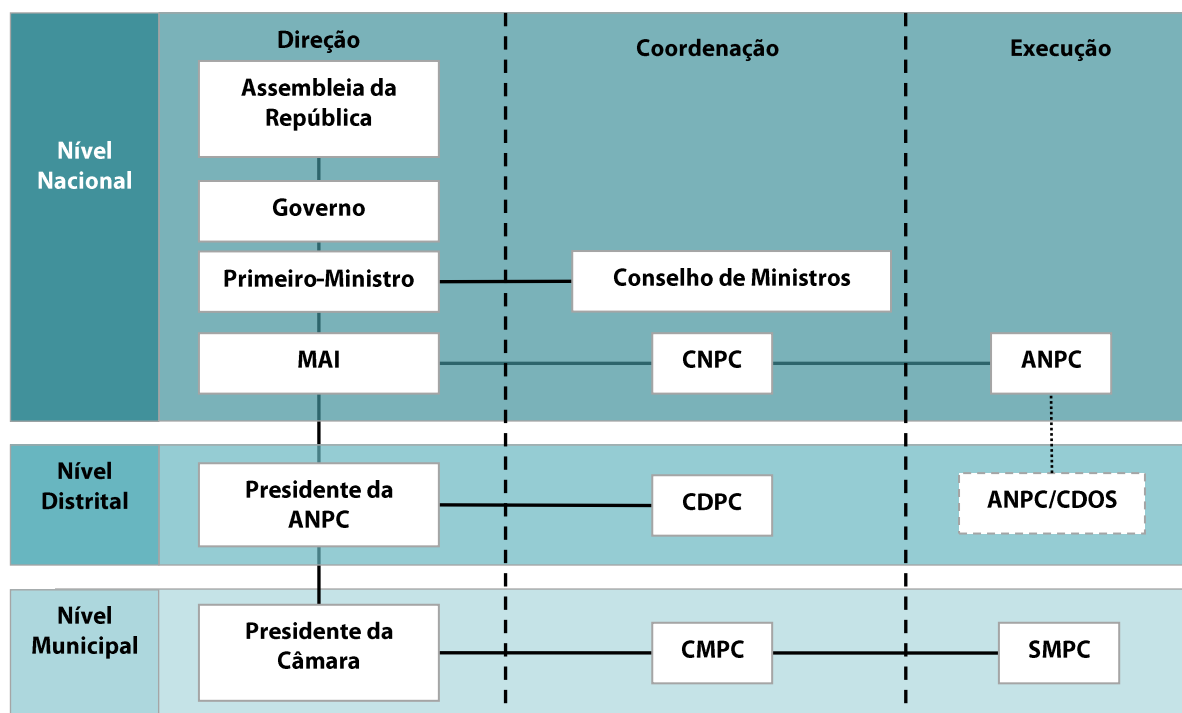 Direção
Coordenação
Execução
Nível
Nacional
Assembleia da
República
Governo
Primeiro-Ministro
Conselho de Ministros
MAI
CNPC
ANPC
Nível
Distrital
Presidente da
ANPC
CDPC
ANPC/CDOS
Nível
Municipal
Presidente da
Câmara
CMPC
SMPC